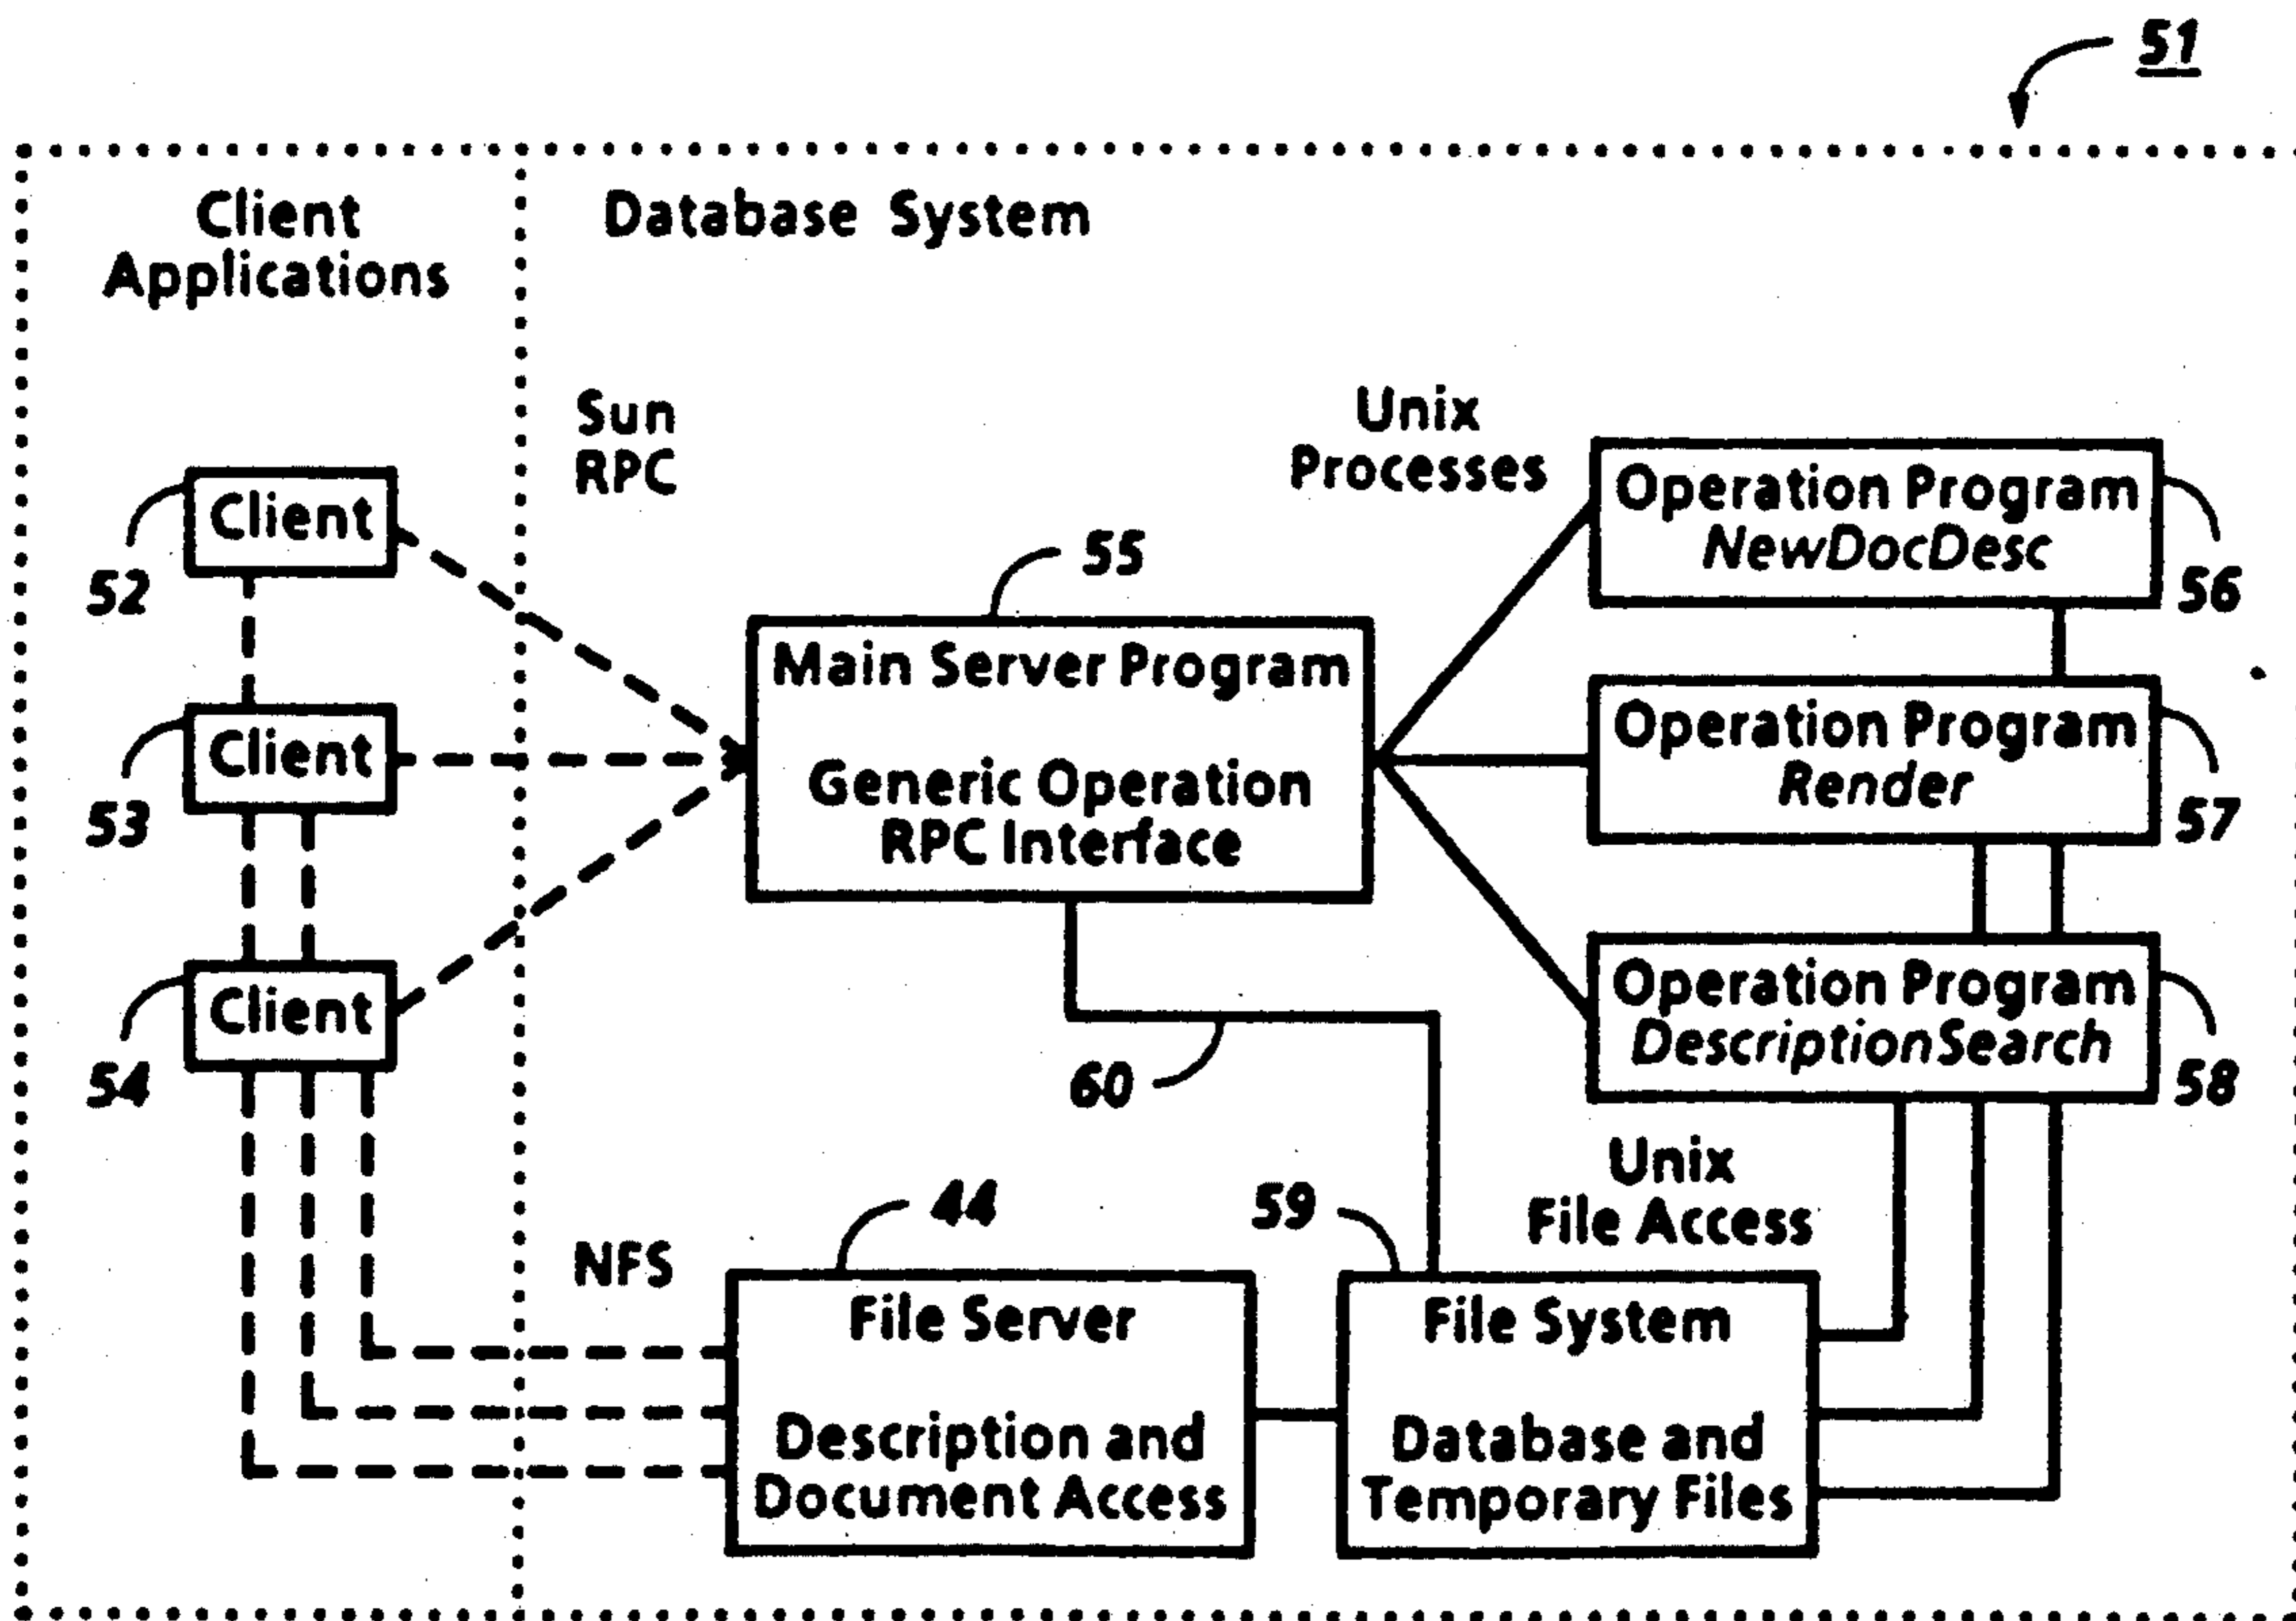 51
Client
Applications
Database System
Sun
RPC
Unix
Processes
Client
52
Client
53
Client
54
55
Main Server Program
Generic Operation
RPC Interface
Operation Program
NewDocDesc
56
Operation Program
Render
57
Operation Program
DescriptionSearch
58
60
Unix
File Access
NFS
44
File Server
Description and
Document Access
59
File System
Database and
Temporary Files